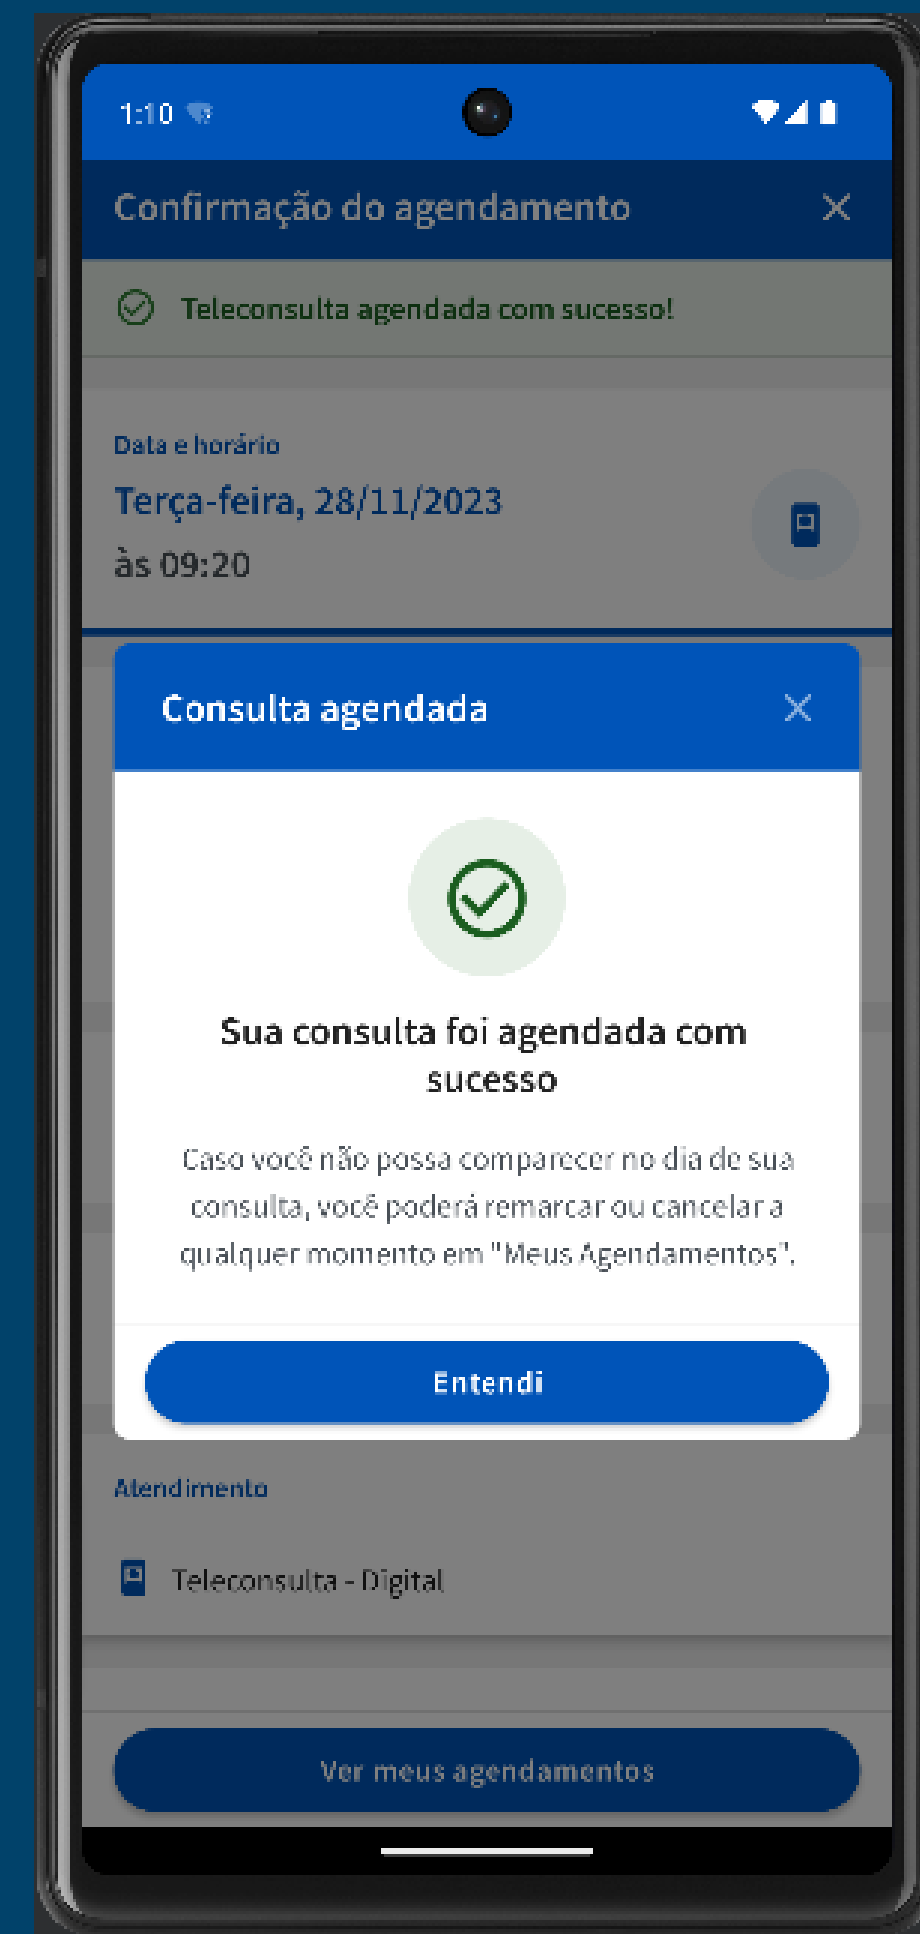 1:10
Confirmação do agendamento
Teleconsulta agendada com sucesso!
Data e horário
Terça-feira, 28/11/2023
às 09:20
Consulta agendada
Sua consulta foi agendada com
sucesso
Caso você não possa comparecer no dia de sua
consulta, você poderá remarcar ou cancelar a
qualquer momento em "Meus Agendamentos".
Entendi
Atendimento
Teleconsulta - Digital
Ver meus agendamentos